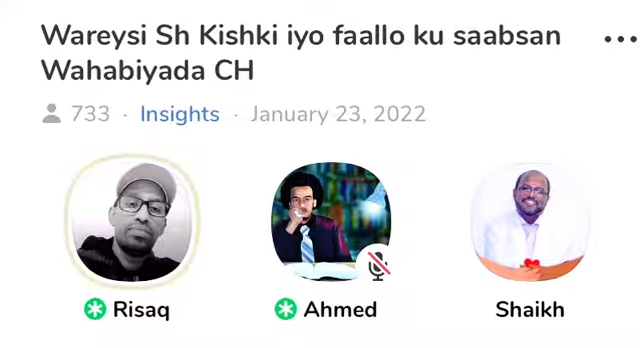 Wareysi Sh Kishki iyo faallo ku saabsan
Wahabiyada CH
733 · Insights · January 23, 2022
Risaq Ahmed Shaikh